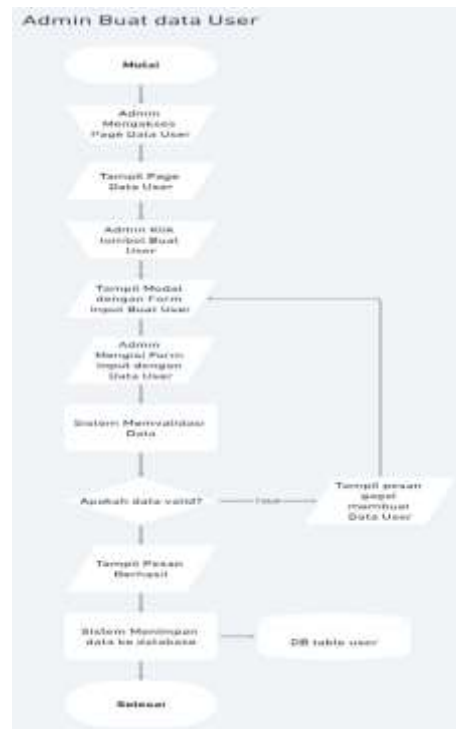 Admin Buat data User
Mulai
Admin
Mengakses
Page Data User
Tampil Page
Data User
Admin Klik
tombol Buat
User
Tampil Modal
dengan Form
Input Buat User
Admin
Mengisi Form
Input dengan
Data User
Sistem Memvalidasi
Data
Apakah data valid?
Tidak
Tampil pesan
gagal
membuat
Data User
Tampil Pesan
Berhasil
Sistem Menimpan
data ke database
DB table user
Selesai